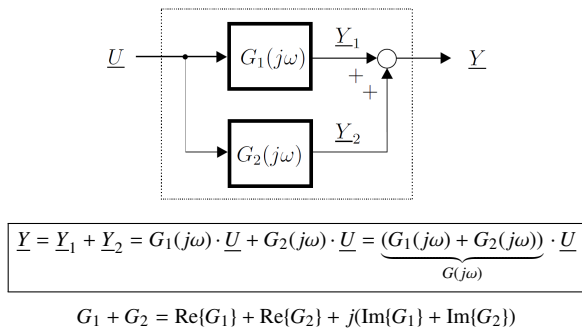 U G₁(jω) Y₁ Y
+
+
G₂(jω) Y₂
Y = Y₁ + Y₂ = G₁(jω) · U + G₂(jω) · U = (G₁(jω) + G₂(jω)) · U
G(jω)
G₁ + G₂ = Re{G₁} + Re{G₂} + j(Im{G₁} + Im{G₂})